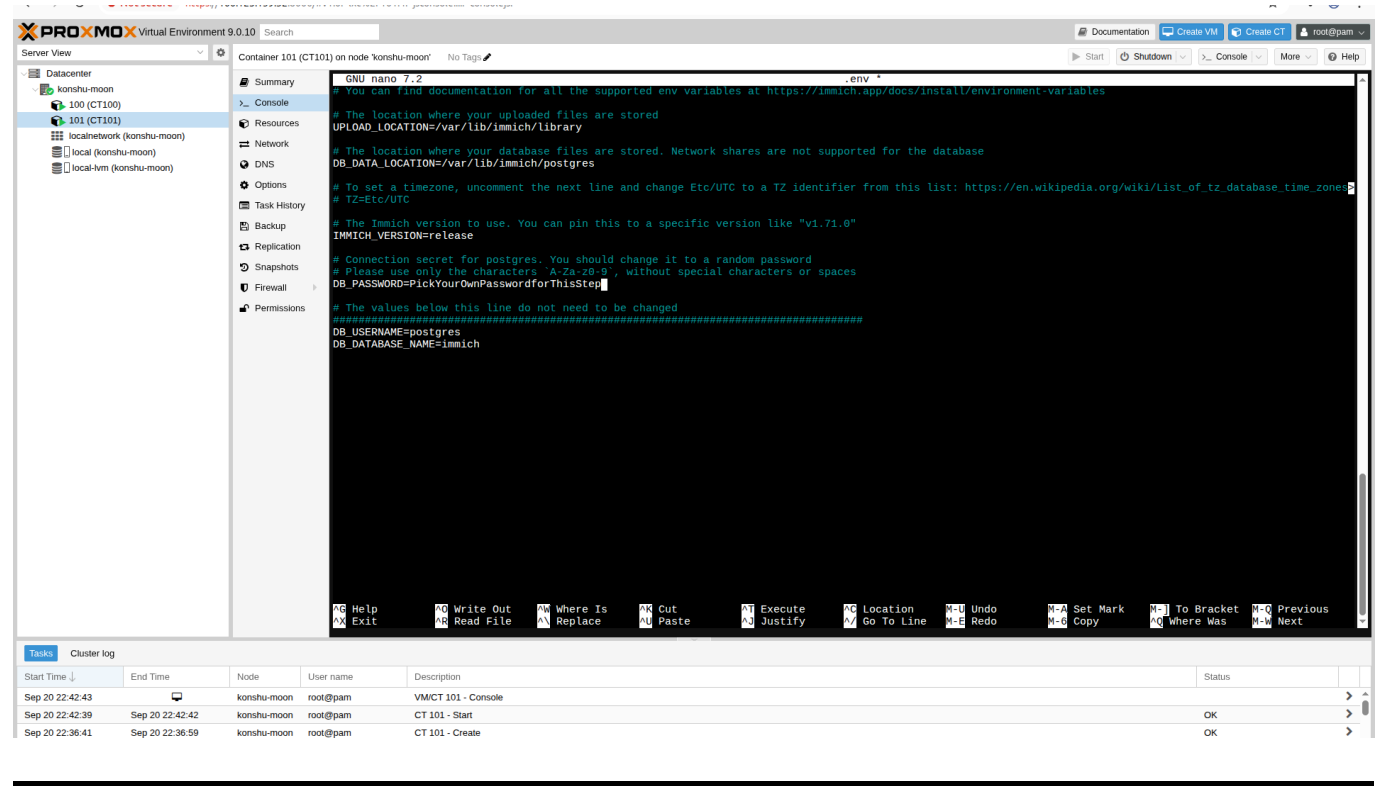 PROXMOX Virtual Environment 9.0.10 Search
Documentation Create VM Create CT root@pam
Server View
Container 101 (CT101) on node 'konshu-moon' No Tags
Start Shutdown >_ Console More Help
Datacenter
konshu-moon
100 (CT100)
101 (CT101)
localnetwork (konshu-moon)
local (konshu-moon)
local-lvm (konshu-moon)
Summary
>_ Console
Resources
Network
DNS
Options
Task History
Backup
Replication
Snapshots
Firewall
Permissions
GNU nano 7.2 .env *
# You can find documentation for all the supported env variables at https://immich.app/docs/install/environment-variables
# The location where your uploaded files are stored
UPLOAD_LOCATION=/var/lib/immich/library
# The location where your database files are stored. Network shares are not supported for the database
DB_DATA_LOCATION=/var/lib/immich/postgres
# To set a timezone, uncomment the next line and change Etc/UTC to a TZ identifier from this list: https://en.wikipedia.org/wiki/List_of_tz_database_time_zones>
# TZ=Etc/UTC
# The Immich version to use. You can pin this to a specific version like "v1.71.0"
IMMICH_VERSION=release
# Connection secret for postgres. You should change it to a random password
# Please use only the characters `A-Za-z0-9`, without special characters or spaces
DB_PASSWORD=PickYourOwnPasswordforThisStep
# The values below this line do not need to be changed
###################################################################################
DB_USERNAME=postgres
DB_DATABASE_NAME=immich
^G Help ^O Write Out ^W Where Is ^K Cut ^T Execute ^C Location M-U Undo M-A Set Mark M-] To Bracket M-Q Previous
^X Exit ^R Read File ^\ Replace ^U Paste ^J Justify ^/ Go To Line M-E Redo M-6 Copy ^Q Where Was M-W Next
Tasks Cluster log
Start Time ↓ End Time Node User name Description Status
Sep 20 22:42:43 konshu-moon root@pam VM/CT 101 - Console
Sep 20 22:42:39 Sep 20 22:42:42 konshu-moon root@pam CT 101 - Start OK
Sep 20 22:36:41 Sep 20 22:36:59 konshu-moon root@pam CT 101 - Create OK